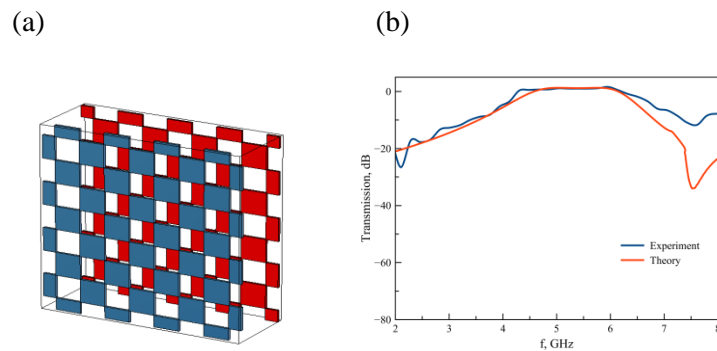 (a)
(b)
Transmission, dB
0
−20
−40
−60
−80
Experiment
Theory
2
3
4
5
6
7
8
f, GHz